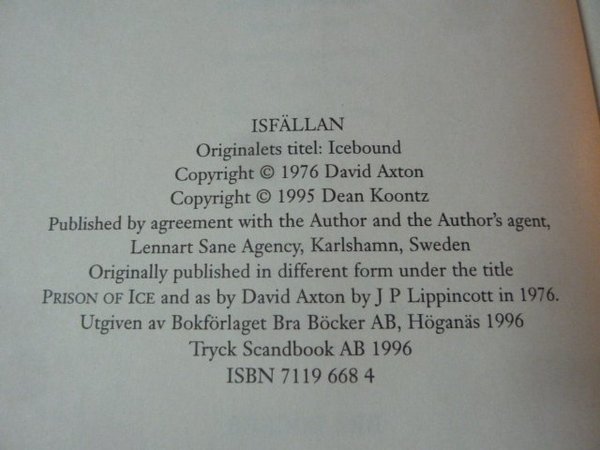 ISFÄLLAN
Originalets titel: Icebound
Copyright © 1976 David Axton
Copyright © 1995 Dean Koontz
Published by agreement with the Author and the Author's agent,
Lennart Sane Agency, Karlshamn, Sweden
Originally published in different form under the title
PRISON OF ICE and as by David Axton by J P Lippincott in 1976.
Utgiven av Bokförlaget Bra Böcker AB, Höganäs 1996
Tryck Scandbook AB 1996
ISBN 7119 668 4